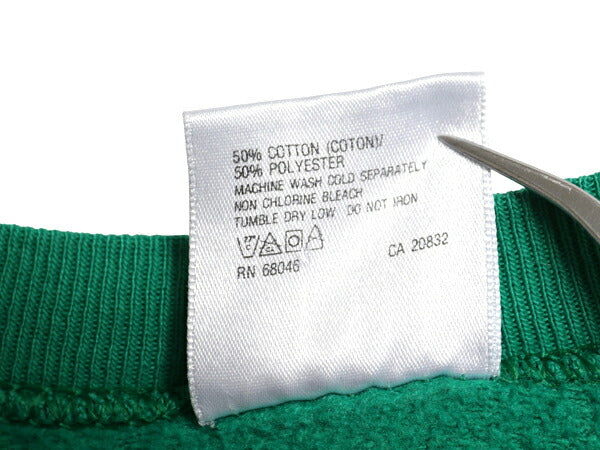 50% COTTON (COTON)/
50% POLYESTER
MACHINE WASH COLD SEPARATELY
NON CHLORINE BLEACH
TUMBLE DRY LOW DO NOT IRON
RN 68046 CA 20832